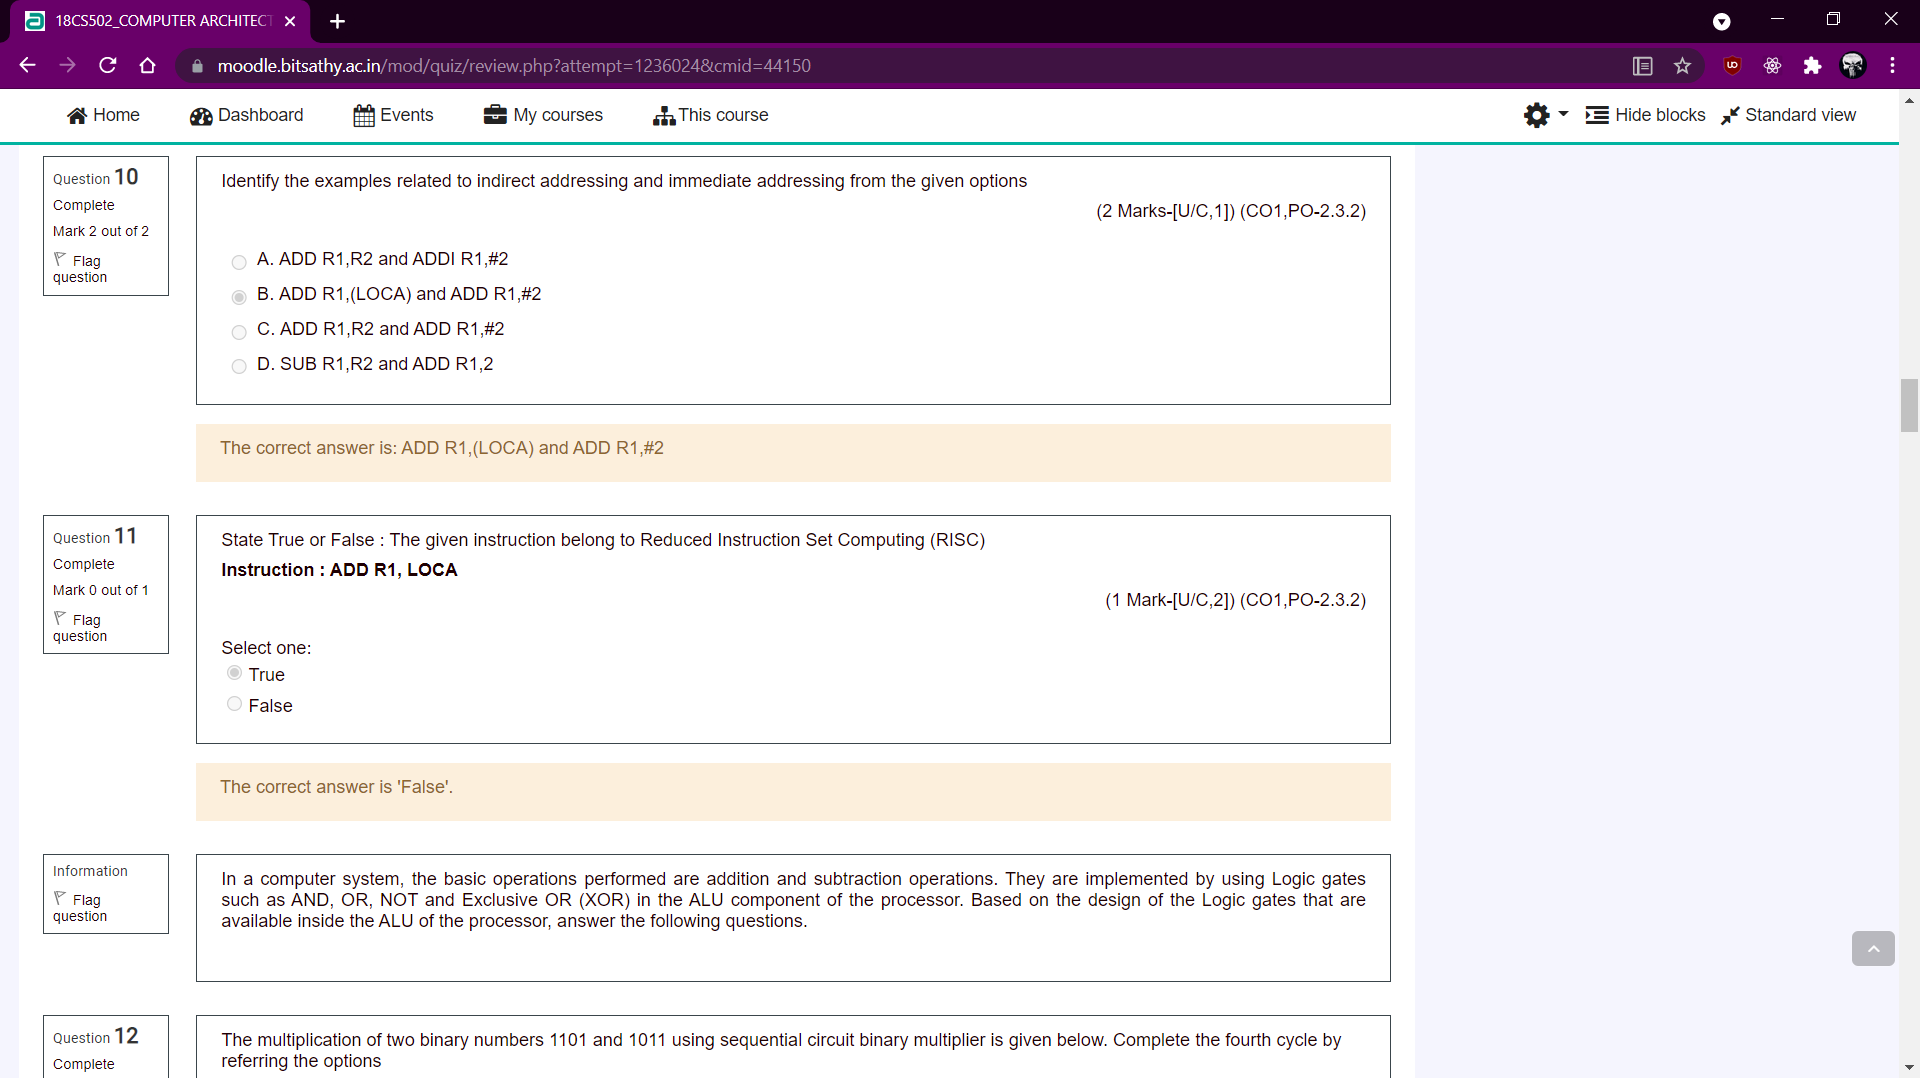 18CS502_COMPUTER ARCHITECT
moodle.bitsathy.ac.in/mod/quiz/review.php?attempt=1236024&cmid=44150
Home
Dashboard
Events
My courses
This course
Hide blocks
Standard view
Question 10
Complete
Mark 2 out of 2
Flag
question
Identify the examples related to indirect addressing and immediate addressing from the given options
(2 Marks-[U/C,1]) (CO1,PO-2.3.2)
A. ADD R1,R2 and ADDI R1,#2
B. ADD R1,(LOCA) and ADD R1,#2
C. ADD R1,R2 and ADD R1,#2
D. SUB R1,R2 and ADD R1,2
The correct answer is: ADD R1,(LOCA) and ADD R1,#2
Question 11
Complete
Mark 0 out of 1
Flag
question
State True or False : The given instruction belong to Reduced Instruction Set Computing (RISC)
Instruction : ADD R1, LOCA
(1 Mark-[U/C,2]) (CO1,PO-2.3.2)
Select one:
True
False
The correct answer is 'False'.
Information
Flag
question
In a computer system, the basic operations performed are addition and subtraction operations. They are implemented by using Logic gates
such as AND, OR, NOT and Exclusive OR (XOR) in the ALU component of the processor. Based on the design of the Logic gates that are
available inside the ALU of the processor, answer the following questions.
Question 12
Complete
The multiplication of two binary numbers 1101 and 1011 using sequential circuit binary multiplier is given below. Complete the fourth cycle by
referring the options